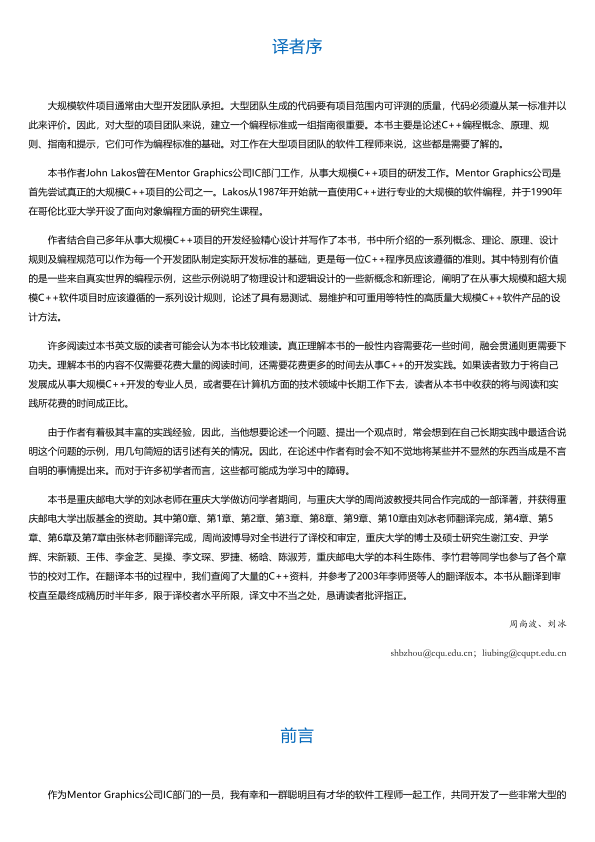 译者序
大规模软件项目通常由大型开发团队承担。大型团队生成的代码要有项目范围内可评测的质量，代码必须遵从某一标准并以
此来评价。因此，对大型的项目团队来说，建立一个编程标准或一组指南很重要。本书主要是论述C++编程概念、原理、规
则、指南和提示，它们可作为编程标准的基础。对工作在大型项目团队的软件工程师来说，这些都是需要了解的。
本书作者John Lakos曾在Mentor Graphics公司IC部门工作，从事大规模C++项目的研发工作。Mentor Graphics公司是
首先尝试真正的大规模C++项目的公司之一。Lakos从1987年开始就一直使用C++进行专业的大规模的软件编程，并于1990年
在哥伦比亚大学开设了面向对象编程方面的研究生课程。
作者结合自己多年从事大规模C++项目的开发经验精心设计并写作了本书，书中所介绍的一系列概念、理论、原理、设计
规则及编程规范可以作为每一个开发团队制定实际开发标准的基础，更是每一位C++程序员应该遵循的准则。其中特别有价值
的是一些来自真实世界的编程示例，这些示例说明了物理设计和逻辑设计的一些新概念和新理论，阐明了在从事大规模和超大规
模C++软件项目时应该遵循的一系列设计规则，论述了具有易测试、易维护和可重用等特性的高质量大规模C++软件产品的设
计方法。
许多阅读过本书英文版的读者可能会认为本书比较难读。真正理解本书的一般性内容需要花一些时间，融会贯通则更需要下
功夫。理解本书的内容不仅需要花费大量的阅读时间，还需要花费更多的时间去从事C++的开发实践。如果读者致力于将自己
发展成从事大规模C++开发的专业人员，或者要在计算机方面的技术领域中长期工作下去，读者从本书中收获的将与阅读和实
践所花费的时间成正比。
由于作者有着极其丰富的实践经验，因此，当他想要论述一个问题、提出一个观点时，常会想到在自己长期实践中最适合说
明这个问题的示例，用几句简短的话引述有关的情况。因此，在论述中作者有时会不知不觉地将某些并不显然的东西当成是不言
自明的事情提出来。而对于许多初学者而言，这些都可能成为学习中的障碍。
本书是重庆邮电大学的刘冰老师在重庆大学做访问学者期间，与重庆大学的周尚波教授共同合作完成的一部译著，并获得重
庆邮电大学出版基金的资助。其中第0章、第1章、第2章、第3章、第8章、第9章、第10章由刘冰老师翻译完成，第4章、第5
章、第6章及第7章由张林老师翻译完成，周尚波博导对全书进行了译校和审定，重庆大学的博士及硕士研究生谢江安、尹学
辉、宋新颖、王伟、李金芝、吴操、李文琛、罗捷、杨晗、陈淑芳，重庆邮电大学的本科生陈伟、李竹君等同学也参与了各个章
节的校对工作。在翻译本书的过程中，我们查阅了大量的C++资料，并参考了2003年李师贤等人的翻译版本。本书从翻译到审
校直至最终成稿历时半年多，限于译校者水平所限，译文中不当之处，恳请读者批评指正。
周尚波、刘冰
shbzhou@cqu.edu.cn；liubing@cqupt.edu.cn
前言
作为Mentor Graphics公司IC部门的一员，我有幸和一群聪明且有才华的软件工程师一起工作，共同开发了一些非常大型的